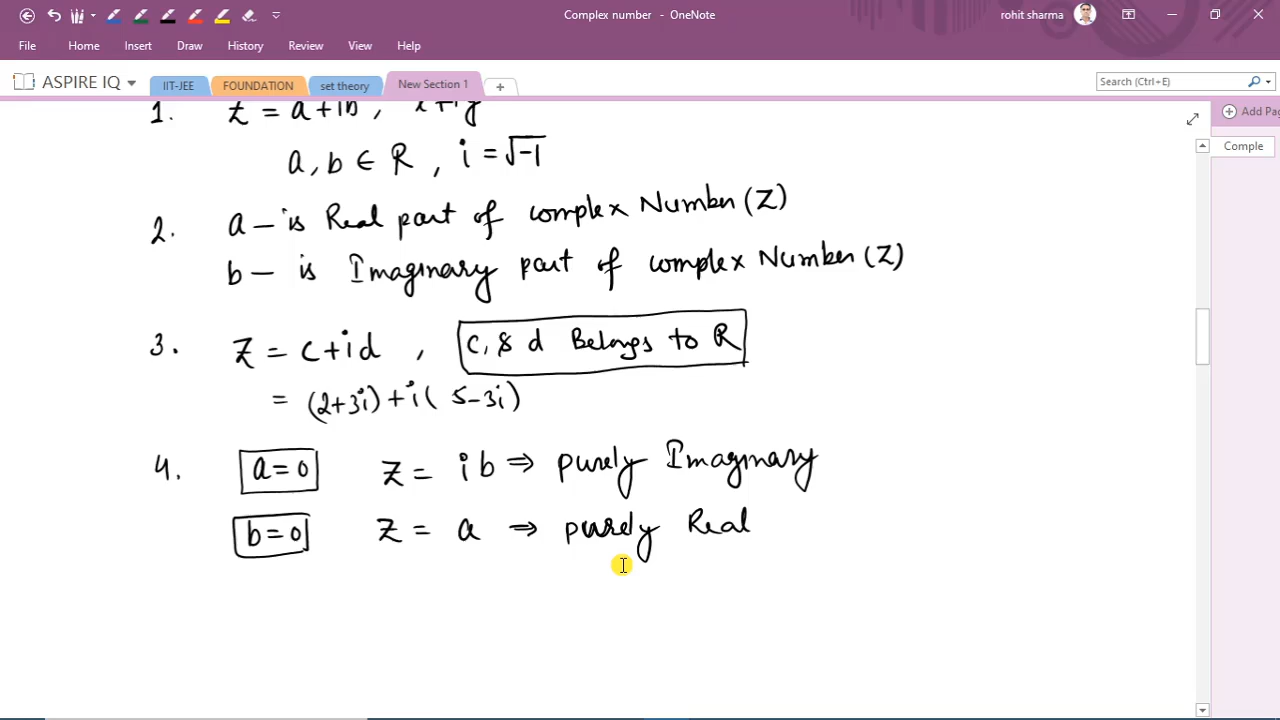 Complex number - OneNote
rohit sharma
File Home Insert Draw History Review View Help
ASPIRE IQ
IIT-JEE FOUNDATION set theory New Section 1
Search (Ctrl+E)
Add Pag
Comple
1. z = a+ib, x+iy
a, b ∈ R, i = √-1
2. a – is Real part of complex Number (Z)
b – is Imaginary part of complex Number (Z)
3. Z = c+id, C, & d Belongs to R
= (2+3i) + i(5-3i)
4. a=0 Z = ib ⇒ purely Imaginary
b=0 Z = a ⇒ purely Real